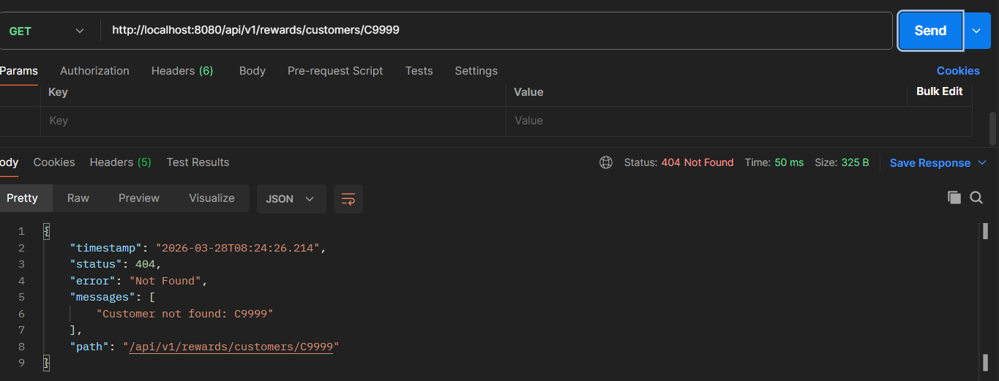 GET http://localhost:8080/api/v1/rewards/customers/C9999 Send
Params Authorization Headers (6) Body Pre-request Script Tests Settings Cookies
Key Value Bulk Edit
Key Value
ody Cookies Headers (5) Test Results Status: 404 Not Found Time: 50 ms Size: 325 B Save Response
Pretty Raw Preview Visualize JSON
1 {
2 "timestamp": "2026-03-28T08:24:26.214",
3 "status": 404,
4 "error": "Not Found",
5 "messages": [
6 "Customer not found: C9999"
7 ],
8 "path": "/api/v1/rewards/customers/C9999"
9 }